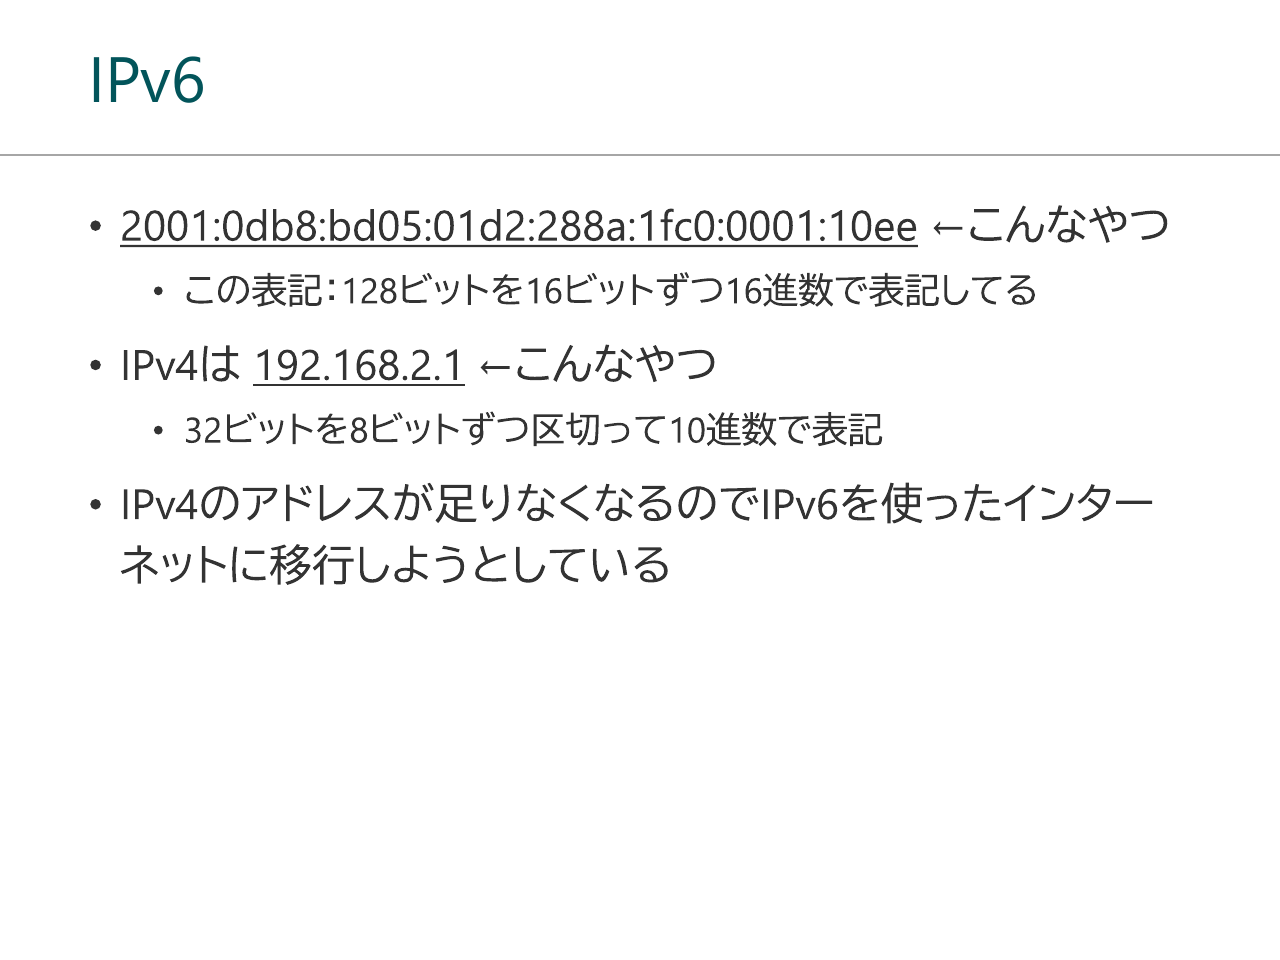 IPv6
• 2001:0db8:bd05:01d2:288a:1fc0:0001:10ee ←こんなやつ
• この表記：128ビットを16ビットずつ16進数で表記してる
• IPv4は 192.168.2.1 ←こんなやつ
• 32ビットを8ビットずつ区切って10進数で表記
• IPv4のアドレスが足りなくなるのでIPv6を使ったインター
ネットに移行しようとしている